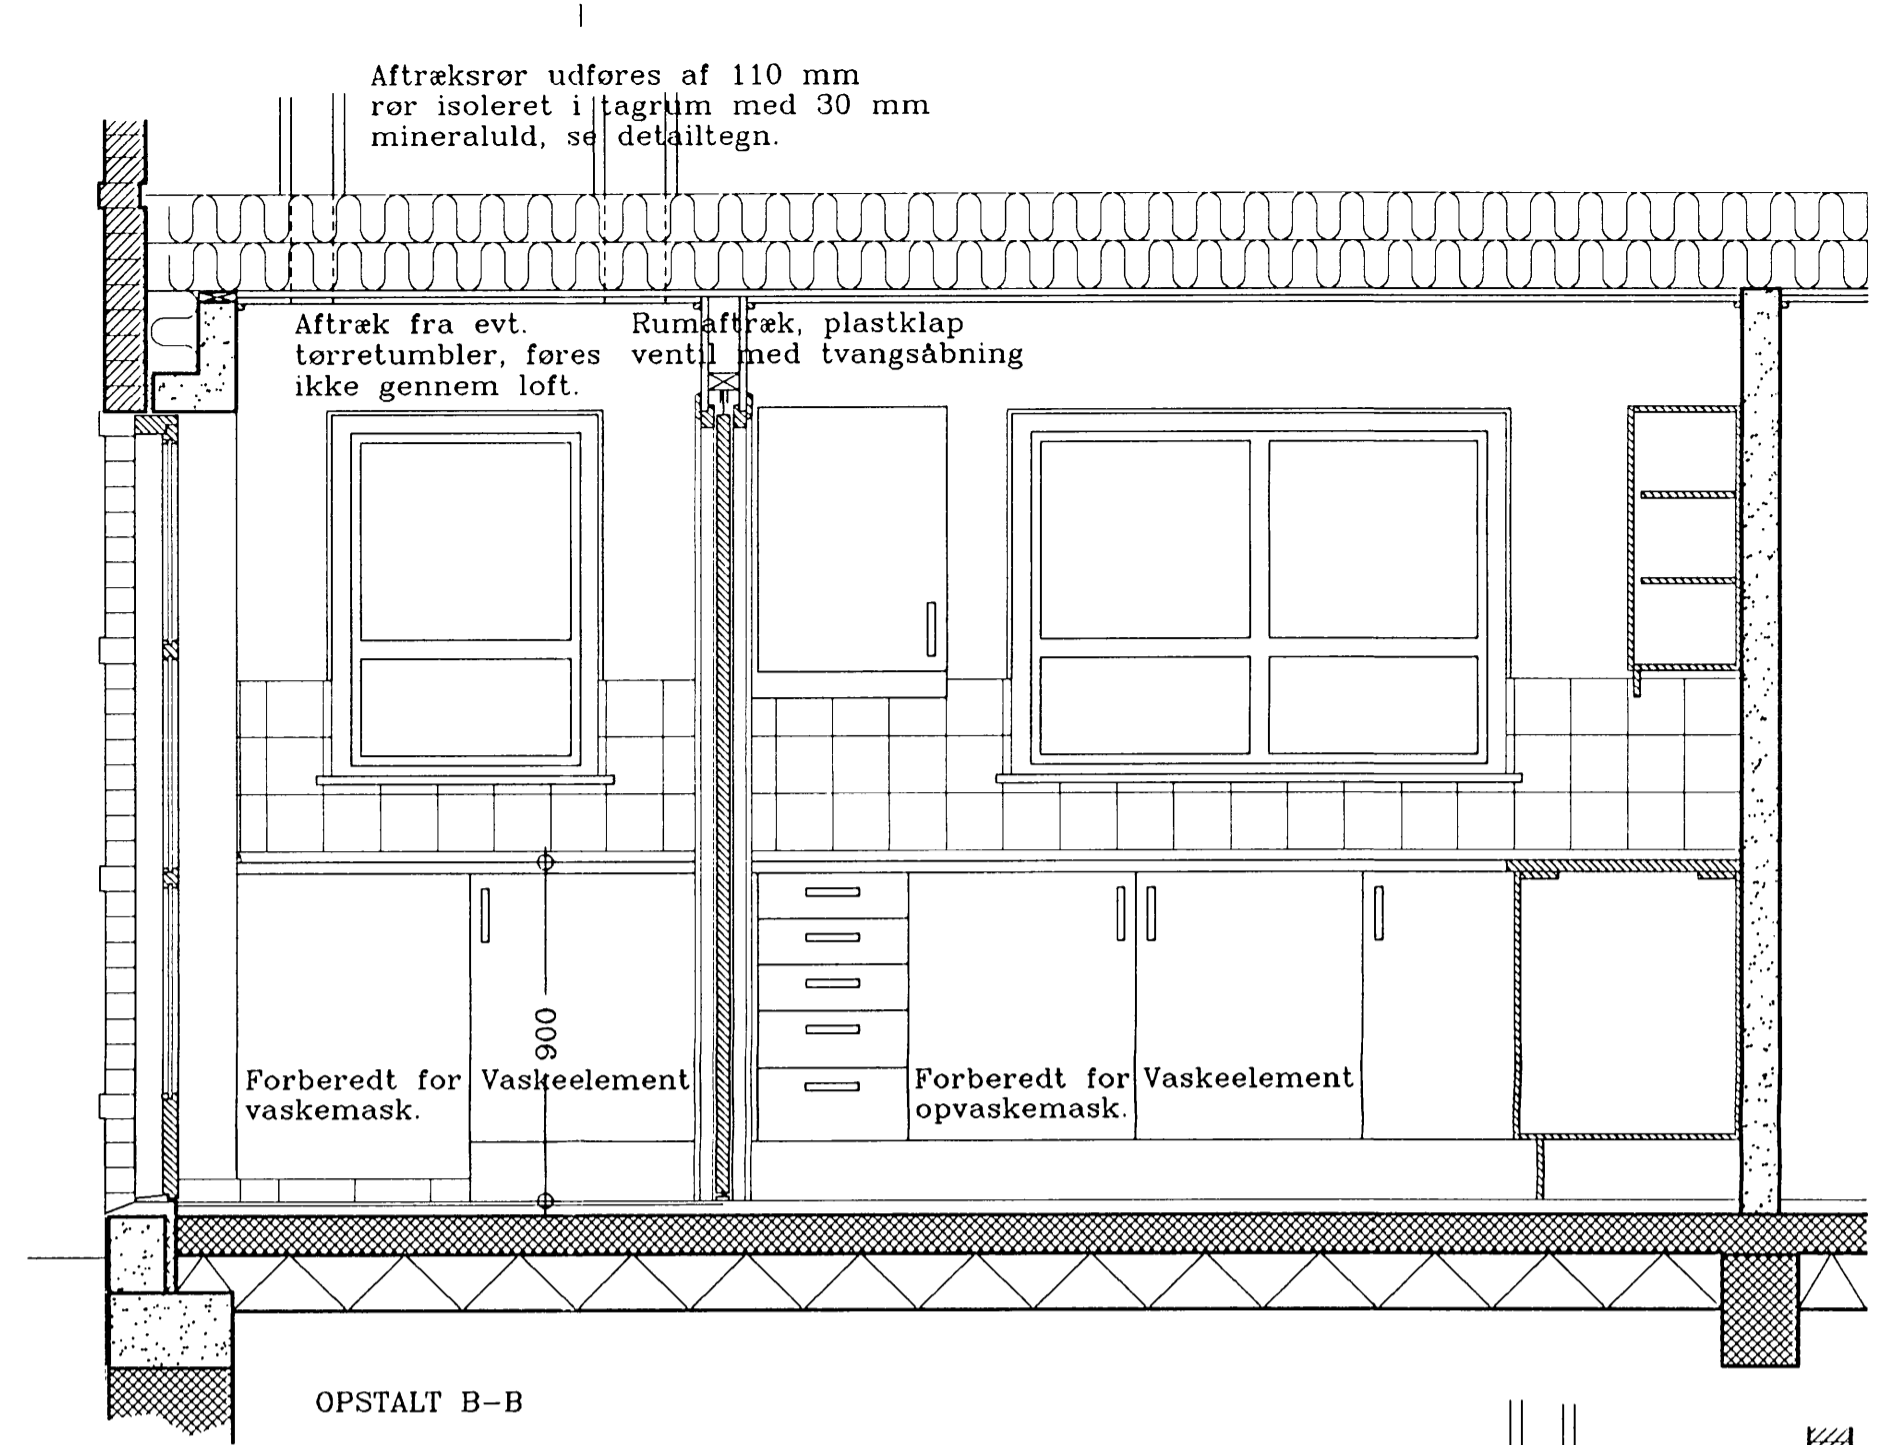 Aftræksrør udføres af 110 mm
rør isoleret i tagrum med 30 mm
mineraluld, se detailtegn.
Aftræk fra evt.
tørretumbler, føres
ikke gennem loft.
Rumaftræk, plastklap
ventil med tvangsåbning
900
Forberedt for
vaskemask.
Vaskeelement
Forberedt for
opvaskemask.
Vaskeelement
OPSTALT B-B